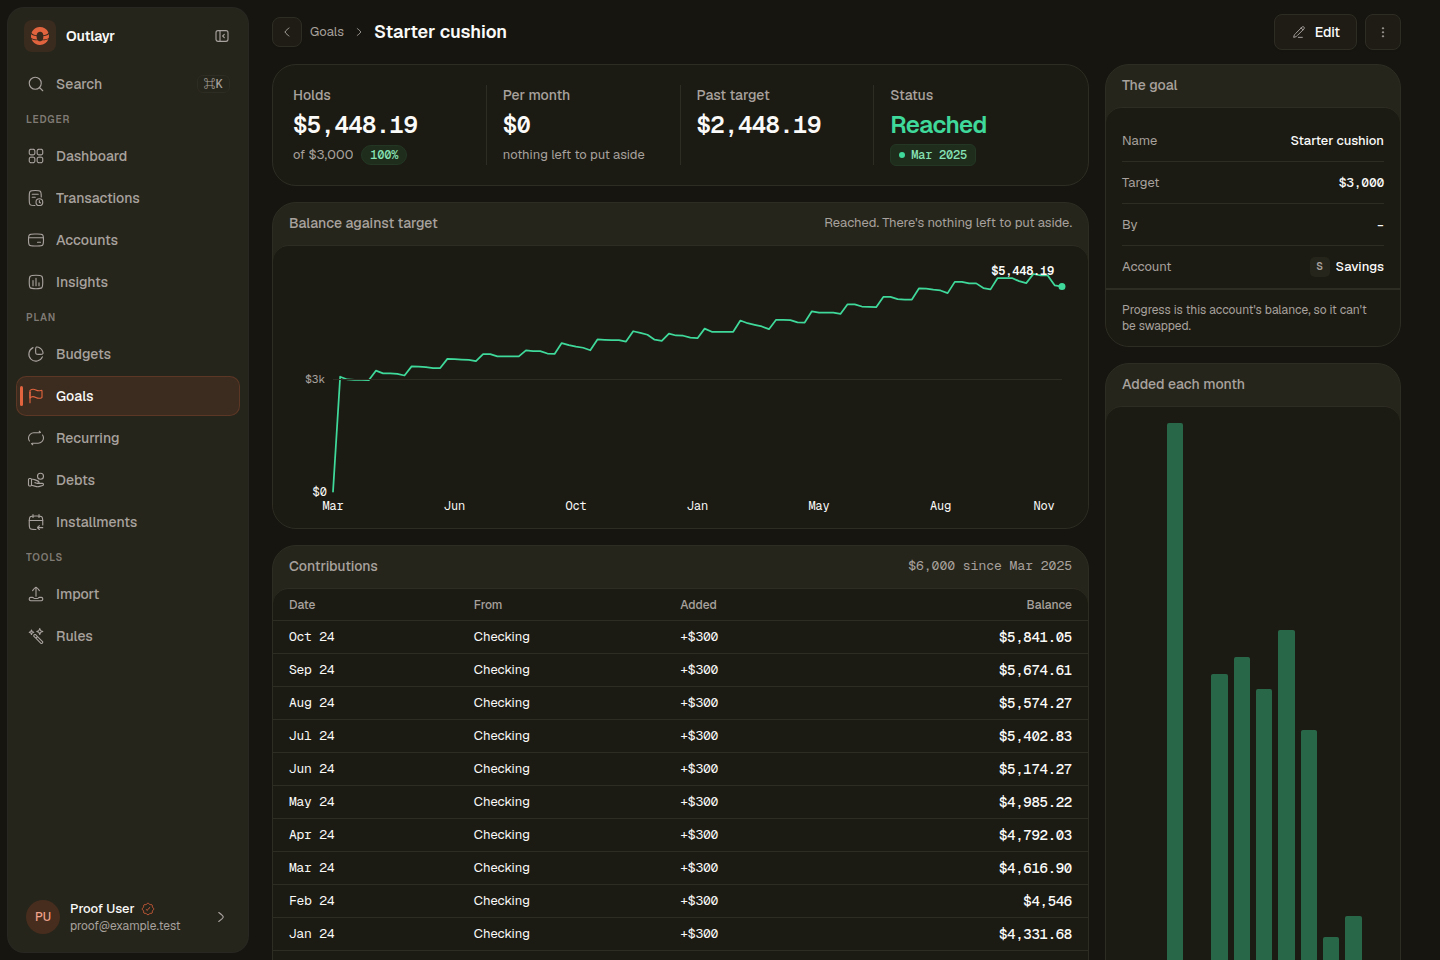 Outlayr
Search ⌘K
LEDGER
Dashboard
Transactions
Accounts
Insights
PLAN
Budgets
Goals
Recurring
Debts
Installments
TOOLS
Import
Rules
PU
Proof User
proof@example.test
Goals
Starter cushion
Edit
Holds
$5,448.19
of $3,000 100%
Per month
$0
nothing left to put aside
Past target
$2,448.19
Status
Reached
Mar 2025
Balance against target
Reached. There's nothing left to put aside.
$5,448.19
$3k
$0
Mar Jun Oct Jan May Aug Nov
Contributions
$6,000 since Mar 2025
Date From Added Balance
Oct 24 Checking +$300 $5,841.05
Sep 24 Checking +$300 $5,674.61
Aug 24 Checking +$300 $5,574.27
Jul 24 Checking +$300 $5,402.83
Jun 24 Checking +$300 $5,174.27
May 24 Checking +$300 $4,985.22
Apr 24 Checking +$300 $4,792.03
Mar 24 Checking +$300 $4,616.90
Feb 24 Checking +$300 $4,546
Jan 24 Checking +$300 $4,331.68
The goal
Name Starter cushion
Target $3,000
By –
Account S Savings
Progress is this account's balance, so it can't
be swapped.
Added each month